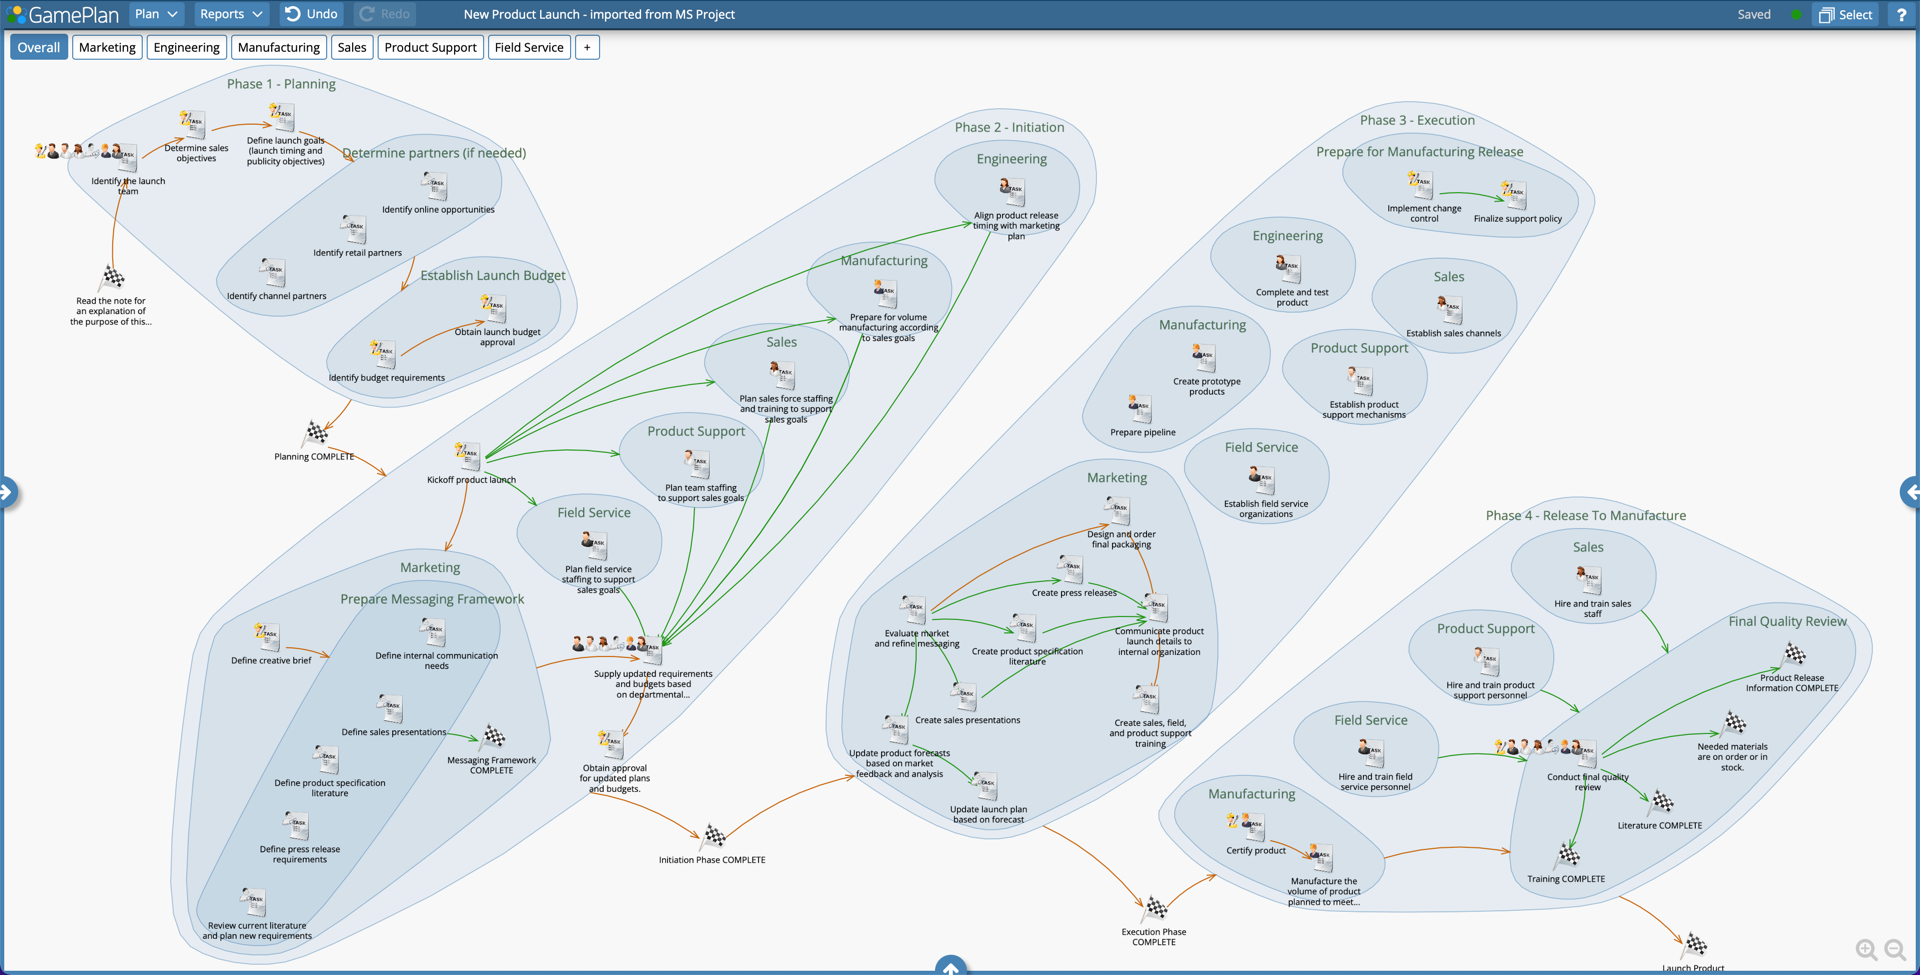 GamePlan
Plan
Reports
Undo
Redo
New Product Launch - imported from MS Project
Saved
Select
?
Overall
Marketing
Engineering
Manufacturing
Sales
Product Support
Field Service
+
Phase 1 - Planning
Determine sales
objectives
Define launch goals
(launch timing and
publicity objectives)
Identify the launch
team
Determine partners (if needed)
Identify online opportunities
Identify retail partners
Identify channel partners
Read the note for
an explanation of
the purpose of this...
Establish Launch Budget
Obtain launch budget
approval
Identify budget requirements
Planning COMPLETE
Phase 2 - Initiation
Engineering
Align product release
timing with marketing
plan
Manufacturing
Prepare for volume
manufacturing according
to sales goals
Sales
Plan sales force staffing
and training to support
sales goals
Product Support
Plan team staffing
to support sales goals
Kickoff product launch
Field Service
Plan field service
staffing to support
sales goals
Marketing
Prepare Messaging Framework
Define creative brief
Define internal communication
needs
Define sales presentations
Messaging Framework
COMPLETE
Define product specification
literature
Define press release
requirements
Review current literature
and plan new requirements
Supply updated requirements
and budgets based
on departmental...
Obtain approval
for updated plans
and budgets.
Initiation Phase COMPLETE
Phase 3 - Execution
Prepare for Manufacturing Release
Implement change
control
Finalize support policy
Engineering
Complete and test
product
Sales
Establish sales channels
Manufacturing
Create prototype
products
Prepare pipeline
Product Support
Establish product
support mechanisms
Field Service
Establish field service
organizations
Marketing
Design and order
final packaging
Create press releases
Evaluate market
and refine messaging
Create product specification
literature
Communicate product
launch details to
internal organization
Create sales presentations
Create sales, field,
and product support
training
Update product forecasts
based on market
feedback and analysis
Update launch plan
based on forecast
Execution Phase
COMPLETE
Phase 4 - Release To Manufacture
Sales
Hire and train sales
staff
Product Support
Hire and train product
support personnel
Final Quality Review
Product Release
Information COMPLETE
Needed materials
are on order or in
stock.
Field Service
Hire and train field
service personnel
Conduct final quality
review
Literature COMPLETE
Training COMPLETE
Manufacturing
Certify product
Manufacture the
volume of product
planned to meet...
Launch Product